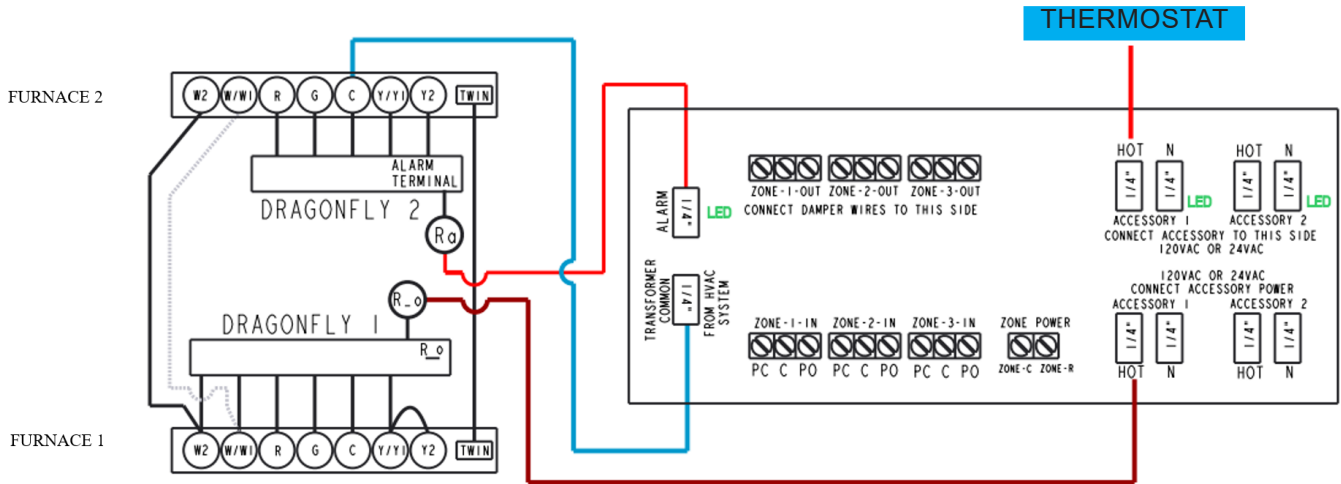 THERMOSTAT
FURNACE 2
W2 W/W1 R G C Y/Y1 Y2 TWIN
ALARM
TERMINAL
DRAGONFLY 2
Ra
R_o
DRAGONFLY 1
R_o
FURNACE 1
W2 W/W1 R G C Y/Y1 Y2 TWIN
ALARM
1/4"
LED
TRANSFORMER
COMMON
1/4"
FROM HVAC
SYSTEM
ZONE-1-OUT ZONE-2-OUT ZONE-3-OUT
CONNECT DAMPER WIRES TO THIS SIDE
ZONE-1-IN ZONE-2-IN ZONE-3-IN
PC C PO PC C PO PC C PO
ZONE POWER
ZONE-C ZONE-R
HOT N HOT N
1/4" 1/4" LED 1/4" 1/4" LED
ACCESSORY 1 ACCESSORY 2
CONNECT ACCESSORY TO THIS SIDE
120VAC OR 24VAC
120VAC OR 24VAC
CONNECT ACCESSORY POWER
ACCESSORY 1 ACCESSORY 2
1/4" 1/4" 1/4" 1/4"
HOT N HOT N